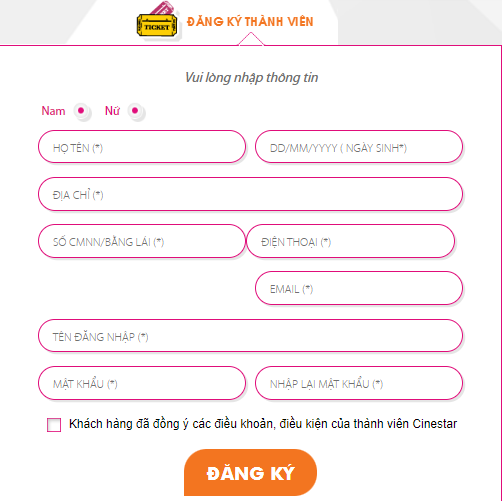 TICKET
ĐĂNG KÝ THÀNH VIÊN
Vui lòng nhập thông tin
Nam Nữ
HỌ TÊN (*) DD/MM/YYYY ( NGÀY SINH*)
ĐỊA CHỈ (*)
SỐ CMNN/BẰNG LÁI (*) ĐIỆN THOẠI (*)
EMAIL (*)
TÊN ĐĂNG NHẬP (*)
MẬT KHẨU (*) NHẬP LẠI MẬT KHẨU (*)
Khách hàng đã đồng ý các điều khoản, điều kiện của thành viên Cinestar
ĐĂNG KÝ